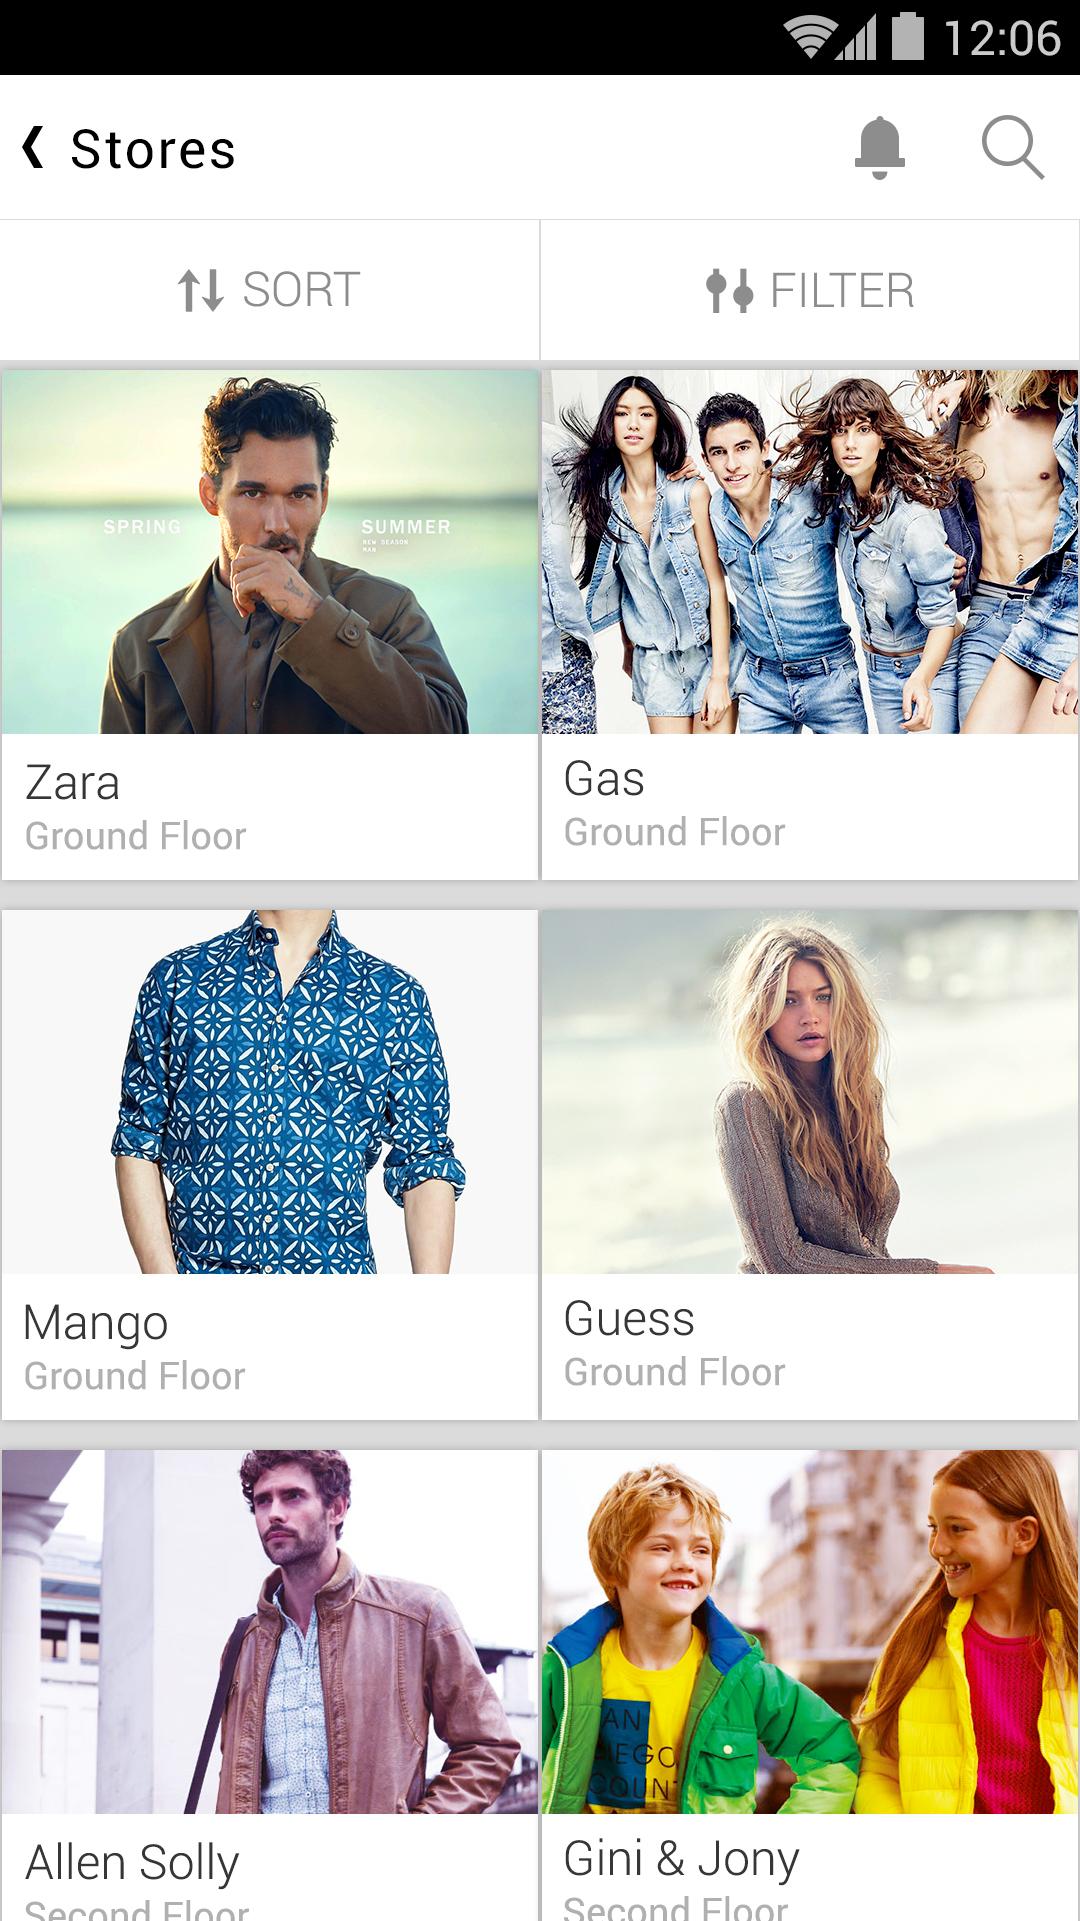 12:06
Stores
SORT
FILTER
SPRING
SUMMER
NEW SEASON
MAN
Zara
Ground Floor
Gas
Ground Floor
Mango
Ground Floor
Guess
Ground Floor
AN
IEGO
COUNT
Allen Solly
Second Floor
Gini & Jony
Second Floor